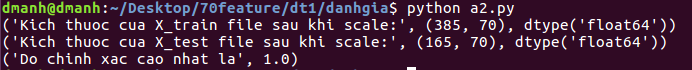 dmanh@dmanh:~/Desktop/70feature/dt1/danhgia$ python a2.py
('Kich thuoc cua X_train file sau khi scale:', (385, 70), dtype('float64'))
('Kich thuoc cua X_test file sau khi scale:', (165, 70), dtype('float64'))
('Do chinh xac cao nhat la', 1.0)